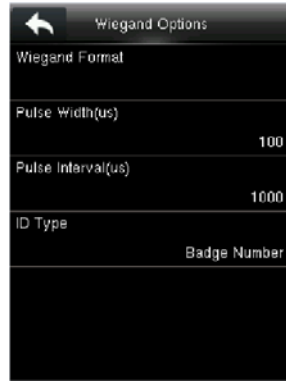 Wiegand Options
Wiegand Format
Pulse Width(us)
100
Pulse Interval(us)
1000
ID Type
Badge Number